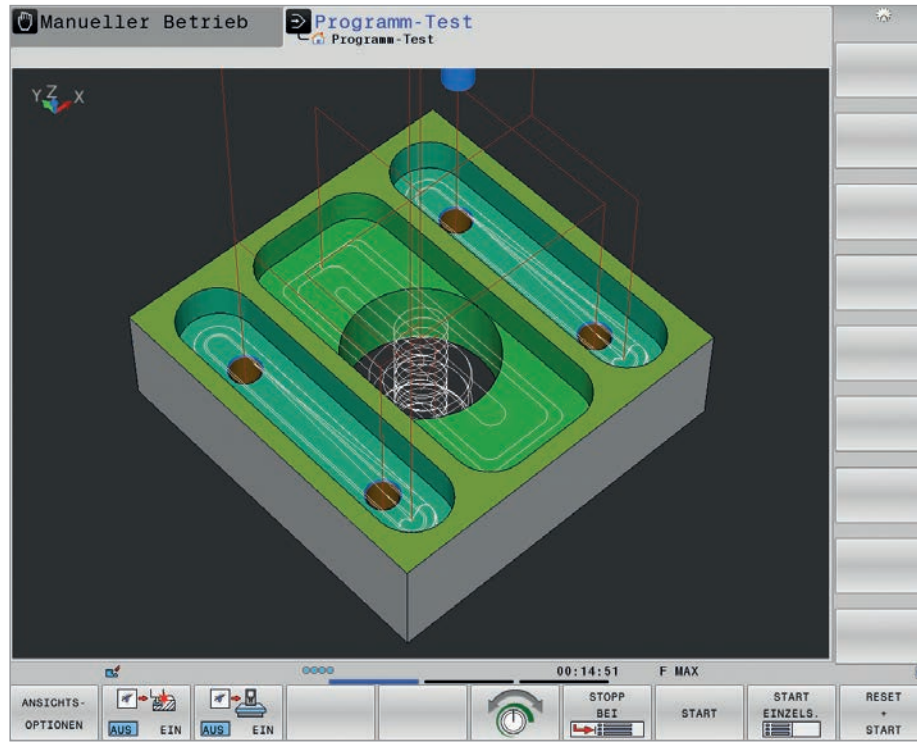 Manueller Betrieb
Programm-Test
Programm-Test
Y Z X
00:14:51 F MAX
ANSICHTS-
OPTIONEN
AUS EIN
AUS EIN
STOPP
BEI
START
START
EINZELS.
RESET
+
START